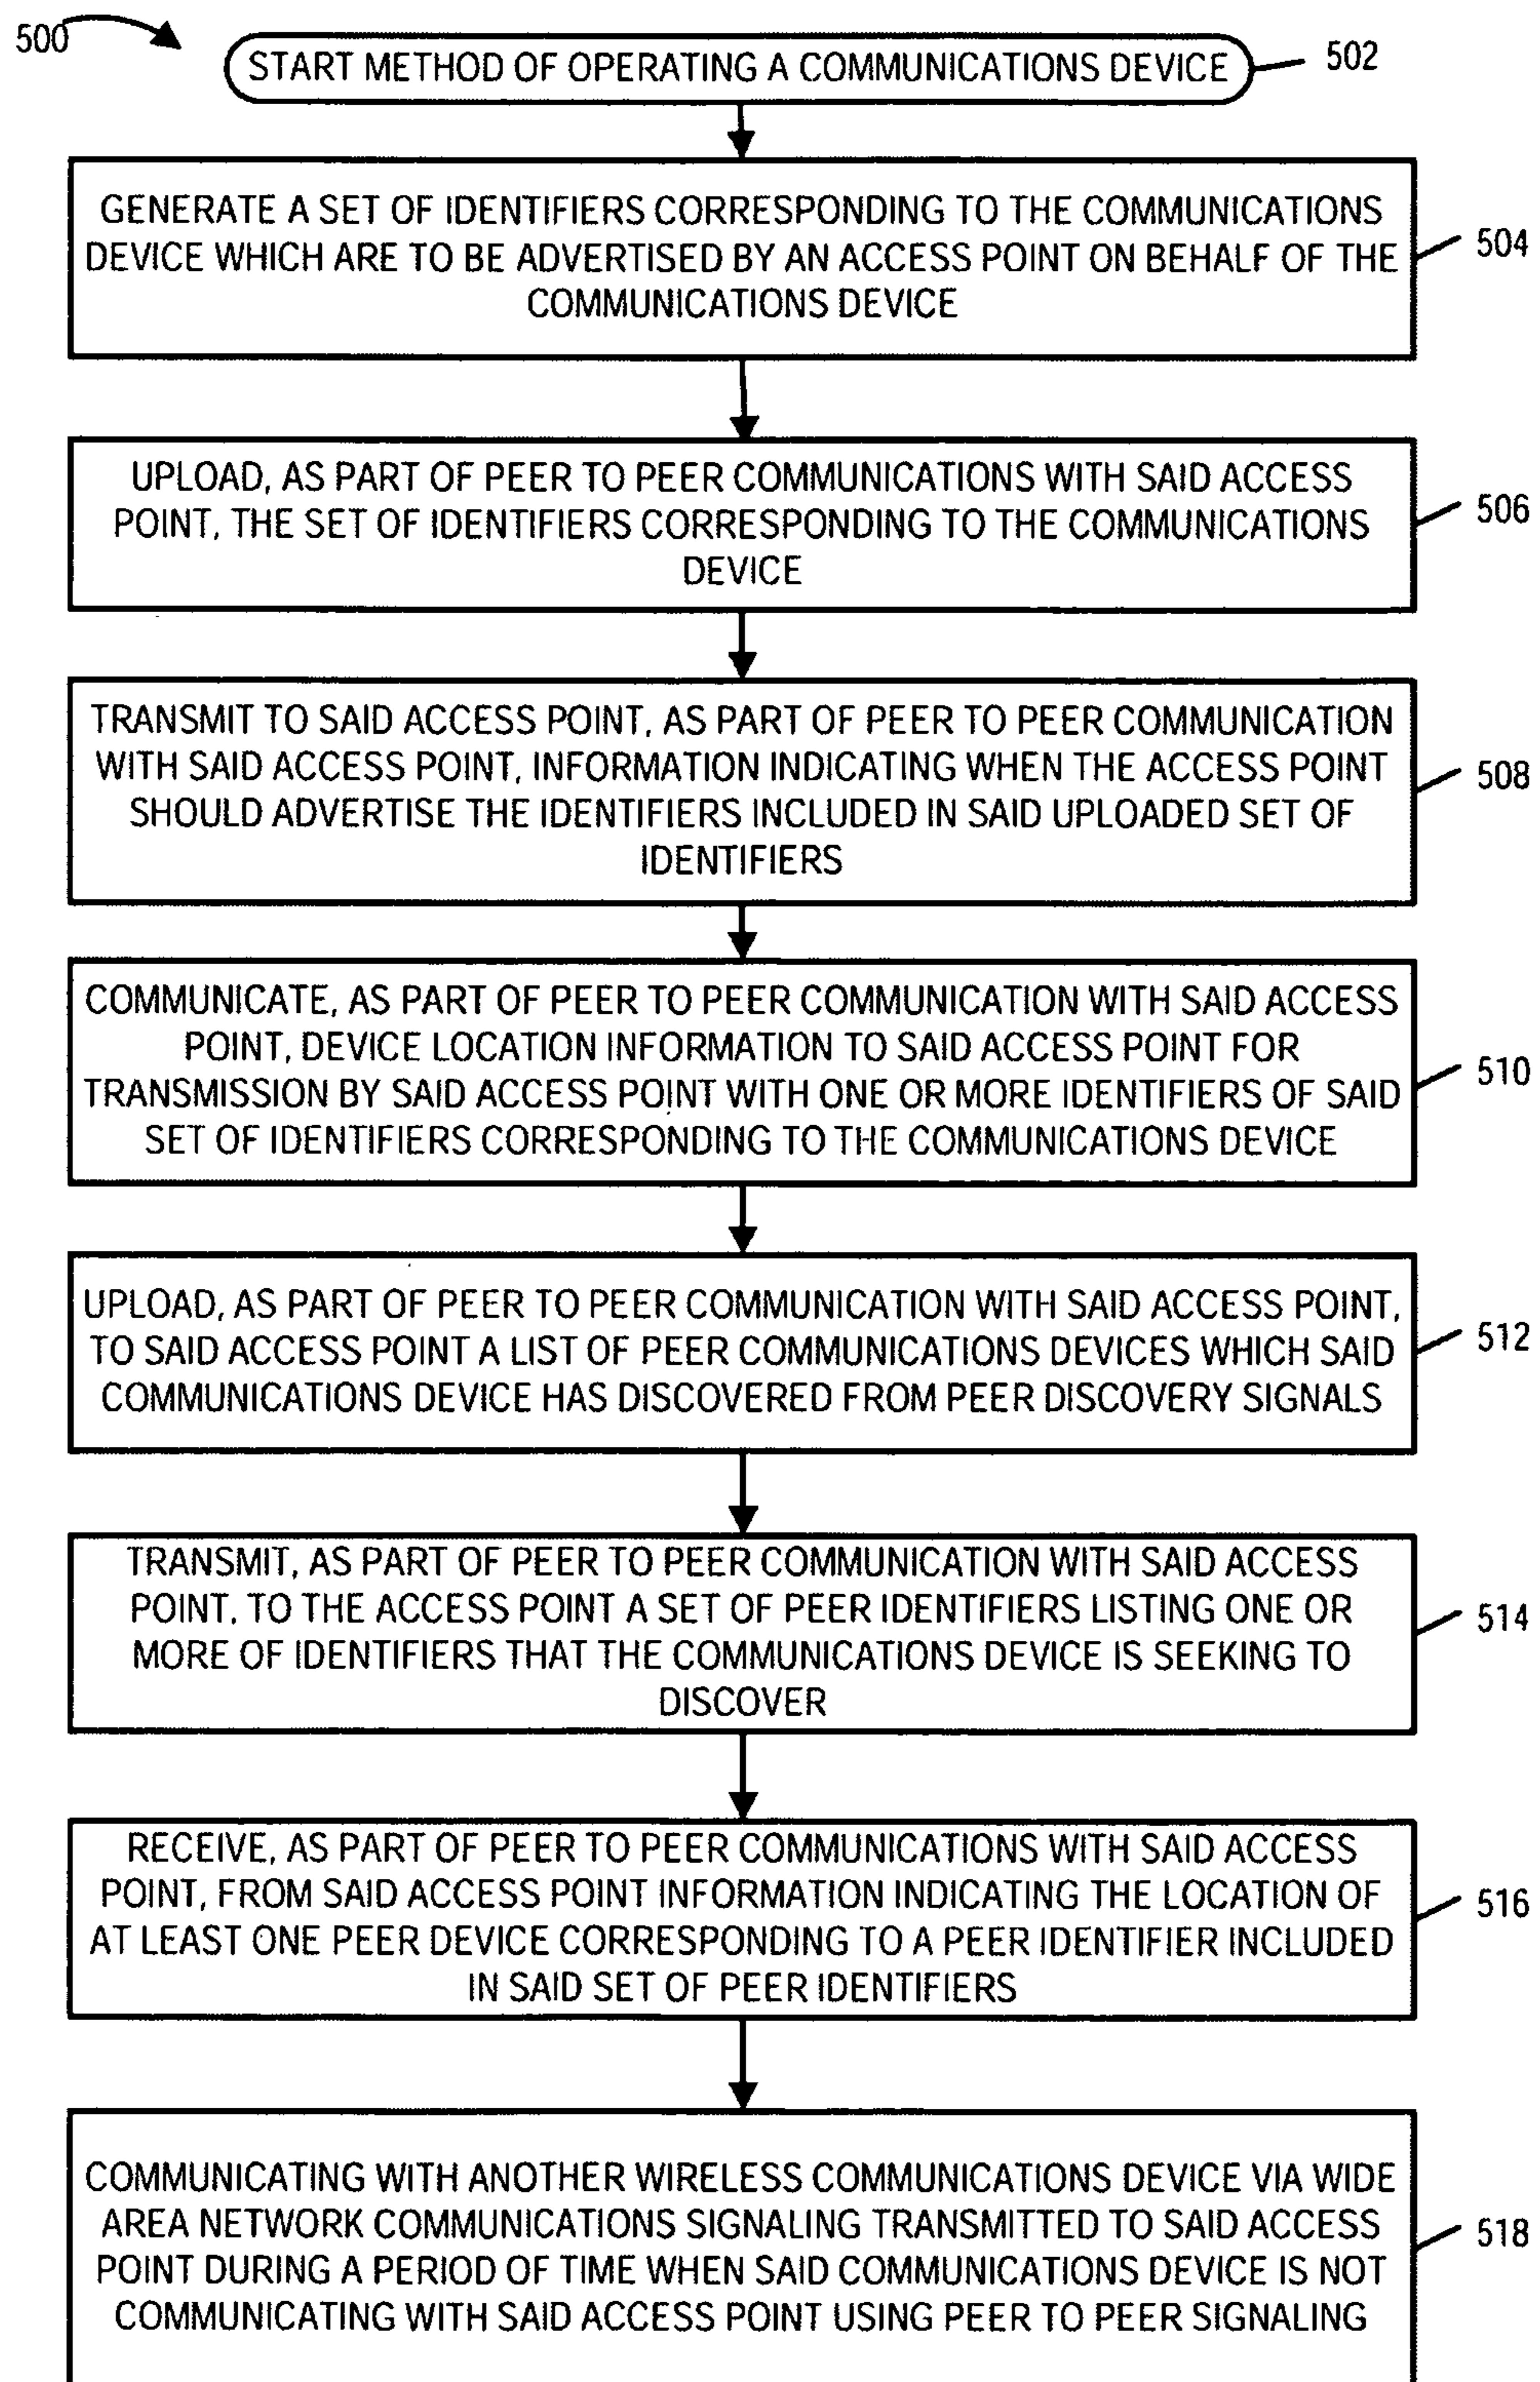 500
START METHOD OF OPERATING A COMMUNICATIONS DEVICE
502
GENERATE A SET OF IDENTIFIERS CORRESPONDING TO THE COMMUNICATIONS
DEVICE WHICH ARE TO BE ADVERTISED BY AN ACCESS POINT ON BEHALF OF THE
COMMUNICATIONS DEVICE
504
UPLOAD, AS PART OF PEER TO PEER COMMUNICATIONS WITH SAID ACCESS
POINT, THE SET OF IDENTIFIERS CORRESPONDING TO THE COMMUNICATIONS
DEVICE
506
TRANSMIT TO SAID ACCESS POINT, AS PART OF PEER TO PEER COMMUNICATION
WITH SAID ACCESS POINT, INFORMATION INDICATING WHEN THE ACCESS POINT
SHOULD ADVERTISE THE IDENTIFIERS INCLUDED IN SAID UPLOADED SET OF
IDENTIFIERS
508
COMMUNICATE, AS PART OF PEER TO PEER COMMUNICATION WITH SAID ACCESS
POINT, DEVICE LOCATION INFORMATION TO SAID ACCESS POINT FOR
TRANSMISSION BY SAID ACCESS POINT WITH ONE OR MORE IDENTIFIERS OF SAID
SET OF IDENTIFIERS CORRESPONDING TO THE COMMUNICATIONS DEVICE
510
UPLOAD, AS PART OF PEER TO PEER COMMUNICATION WITH SAID ACCESS POINT,
TO SAID ACCESS POINT A LIST OF PEER COMMUNICATIONS DEVICES WHICH SAID
COMMUNICATIONS DEVICE HAS DISCOVERED FROM PEER DISCOVERY SIGNALS
512
TRANSMIT, AS PART OF PEER TO PEER COMMUNICATION WITH SAID ACCESS
POINT, TO THE ACCESS POINT A SET OF PEER IDENTIFIERS LISTING ONE OR
MORE OF IDENTIFIERS THAT THE COMMUNICATIONS DEVICE IS SEEKING TO
DISCOVER
514
RECEIVE, AS PART OF PEER TO PEER COMMUNICATIONS WITH SAID ACCESS
POINT, FROM SAID ACCESS POINT INFORMATION INDICATING THE LOCATION OF
AT LEAST ONE PEER DEVICE CORRESPONDING TO A PEER IDENTIFIER INCLUDED
IN SAID SET OF PEER IDENTIFIERS
516
COMMUNICATING WITH ANOTHER WIRELESS COMMUNICATIONS DEVICE VIA WIDE
AREA NETWORK COMMUNICATIONS SIGNALING TRANSMITTED TO SAID ACCESS
POINT DURING A PERIOD OF TIME WHEN SAID COMMUNICATIONS DEVICE IS NOT
COMMUNICATING WITH SAID ACCESS POINT USING PEER TO PEER SIGNALING
518